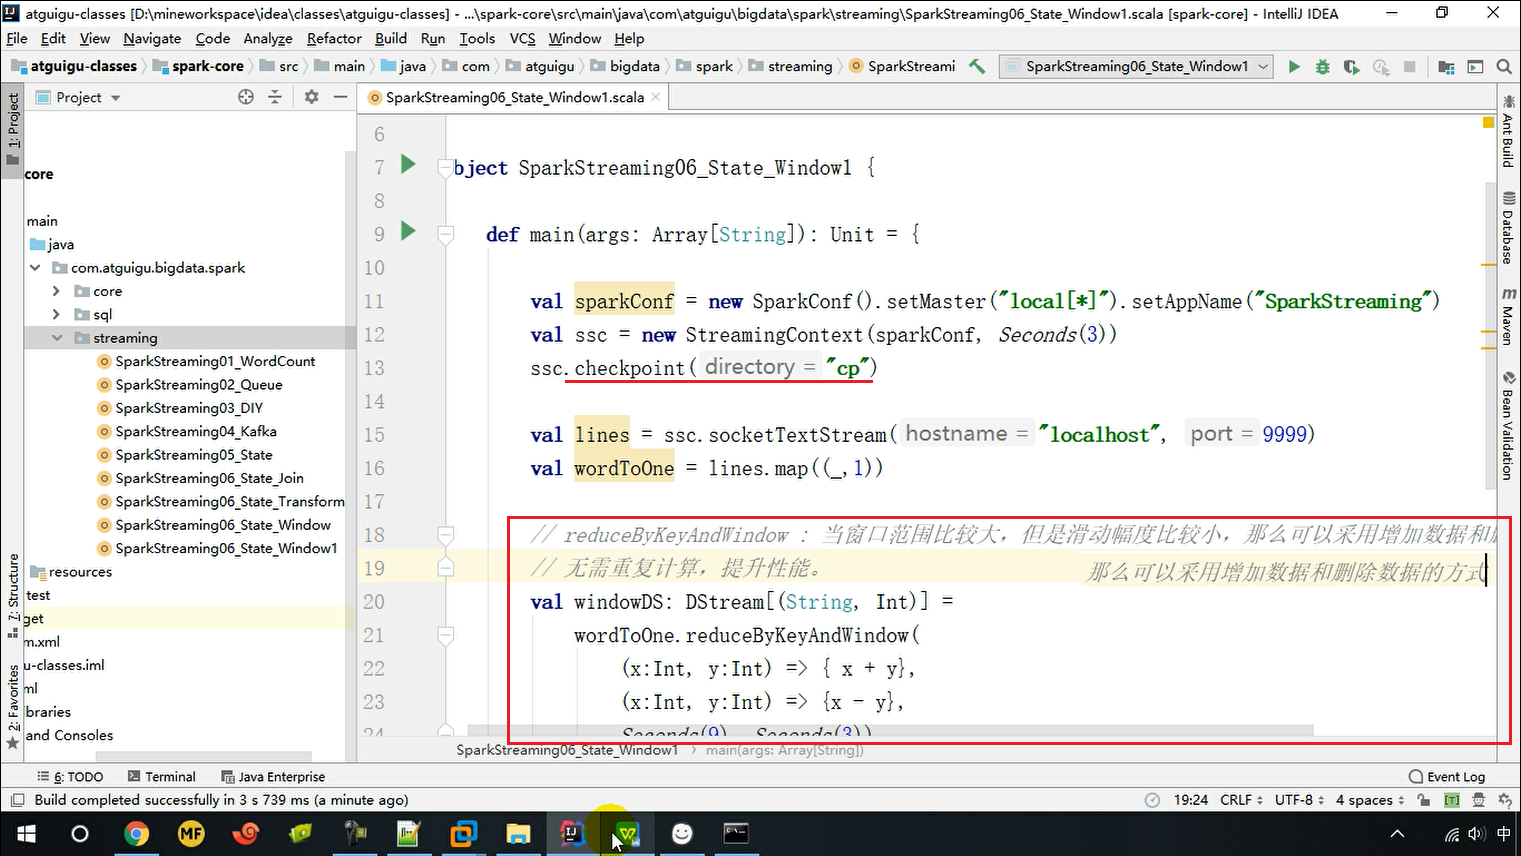 atguigu-classes [D:\mineworkspace\idea\classes\atguigu-classes] - ...\spark-core\src\main\java\com\atguigu\bigdata\spark\streaming\SparkStreaming06_State_Window1.scala [spark-core] - IntelliJ IDEA
File Edit View Navigate Code Analyze Refactor Build Run Tools VCS Window Help
atguigu-classes spark-core src main java com atguigu bigdata spark streaming SparkStreami SparkStreaming06_State_Window1
Project
SparkStreaming06_State_Window1.scala
1: Project
7: Structure
2: Favorites
core
main
java
com.atguigu.bigdata.spark
core
sql
streaming
SparkStreaming01_WordCount
SparkStreaming02_Queue
SparkStreaming03_DIY
SparkStreaming04_Kafka
SparkStreaming05_State
SparkStreaming06_State_Join
SparkStreaming06_State_Transform
SparkStreaming06_State_Window
SparkStreaming06_State_Window1
resources
test
get
m.xml
u-classes.iml
ml
braries
and Consoles
6
7 bject SparkStreaming06_State_Window1 {
8
9 def main(args: Array[String]): Unit = {
10
11 val sparkConf = new SparkConf().setMaster("local[*]").setAppName("SparkStreaming")
12 val ssc = new StreamingContext(sparkConf, Seconds(3))
13 ssc.checkpoint( directory = "cp")
14
15 val lines = ssc.socketTextStream( hostname = "localhost", port = 9999)
16 val wordToOne = lines.map((_,1))
17
18 // reduceByKeyAndWindow : 当窗口范围比较大，但是滑动幅度比较小，那么可以采用增加数据和
19 // 无需重复计算，提升性能。 那么可以采用增加数据和删除数据的方式
20 val windowDS: DStream[(String, Int)] =
21 wordToOne.reduceByKeyAndWindow(
22 (x:Int, y:Int) => { x + y},
23 (x:Int, y:Int) => {x - y},
24 Seconds(9), Seconds(3))
SparkStreaming06_State_Window1 main(args: Array[String])
Ant Build
Database
Maven
Bean Validation
6: TODO Terminal Java Enterprise Event Log
Build completed successfully in 3 s 739 ms (a minute ago) 19:24 CRLF UTF-8 4 spaces
MF
中